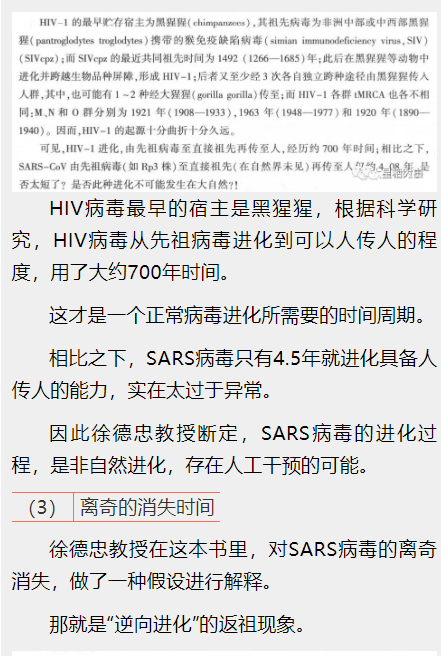 HIV-1 的最早贮存宿主为黑猩猩(chimpanzees),其祖先病毒为非洲中部或中西部黑猩
猩(pantroglodytes troglodytes)携带的猴免疫缺陷病毒(simian immunodeficiency virus,SIV)
(SIVcpz);而 SIVcpz 的最近共同祖先时间为 1492 (1266—1685)年;此后在黑猩猩等动物中
进化并跨越生物品种屏障,形成 HIV-1;后者又至少经 3 次各自独立跨种途径由黑猩猩传入
人群,其中,也可能有 1~2 种经大猩猩(gorilla gorilla)传至;而 HIV-1 各群 tMRCA 也各不相
同:M、N 和 O 群分别为 1921 年(1908—1933),1963 年(1948—1977) 和 1920 年(1890—
1940)。因而,HIV-1 的起源十分曲折十分久远。
可见,HIV-1 进化,由先祖病毒至直接祖先再传至人,经历约 700 年时间;相比之下,
SARS-CoV 由先祖病毒(如 Rp3 株)至直接祖先(在自然界未见)再传至人仅约 4.08 年,是
否太短了? 是否此种进化不可能发生在大自然?!
HIV病毒最早的宿主是黑猩猩，根据科学研
究，HIV病毒从先祖病毒进化到可以人传人的程
度，用了大约700年时间。
这才是一个正常病毒进化所需要的时间周期。
相比之下，SARS病毒只有4.5年就进化具备人
传人的能力，实在太过于异常。
因此徐德忠教授断定，SARS病毒的进化过
程，是非自然进化，存在人工干预的可能。
（3） 离奇的消失时间
徐德忠教授在这本书里，对SARS病毒的离奇
消失，做了一种假设进行解释。
那就是“逆向进化”的返祖现象。